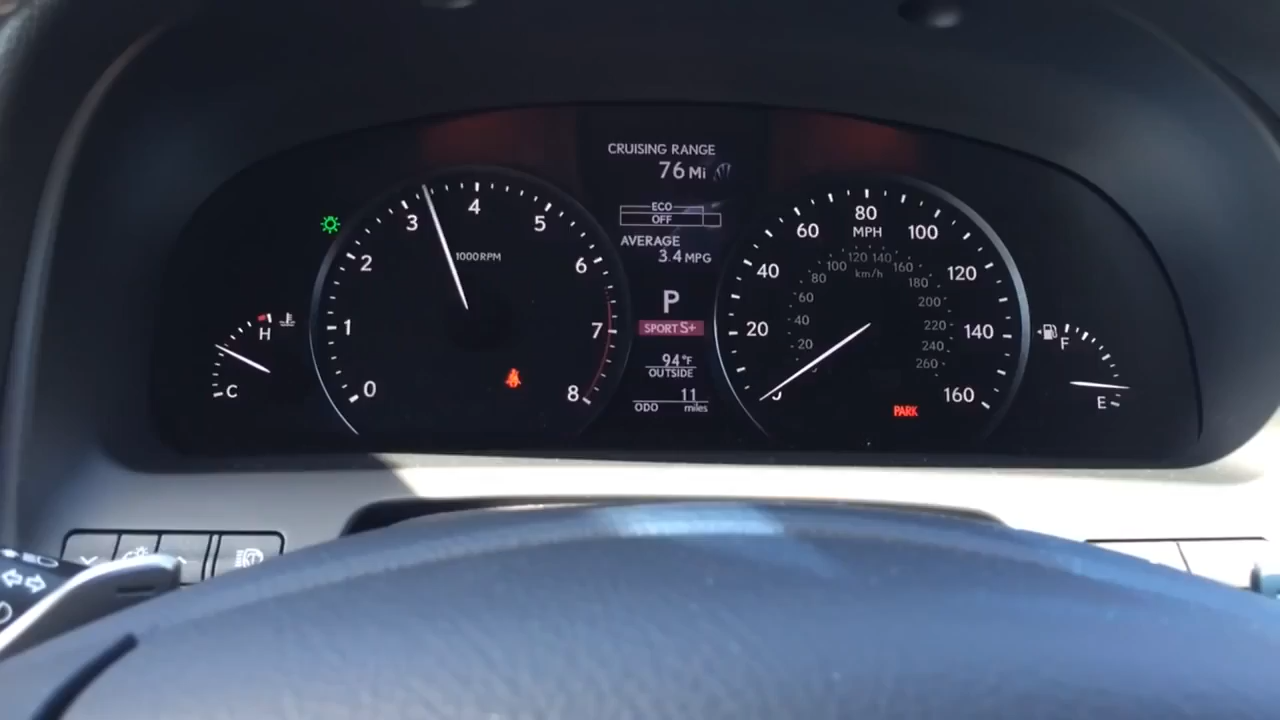 CRUISING RANGE
76 Mi
ECO
OFF
AVERAGE
3.4 MPG
P
SPORT S+
94°F
OUTSIDE
11
ODO miles
0
1
2
3
4
5
6
7
8
1000 RPM
H
C
20
40
60
80
100
120
140
160
MPH
20
40
60
80
100
120
140
160
180
200
220
240
260
km/h
PARK
F
E